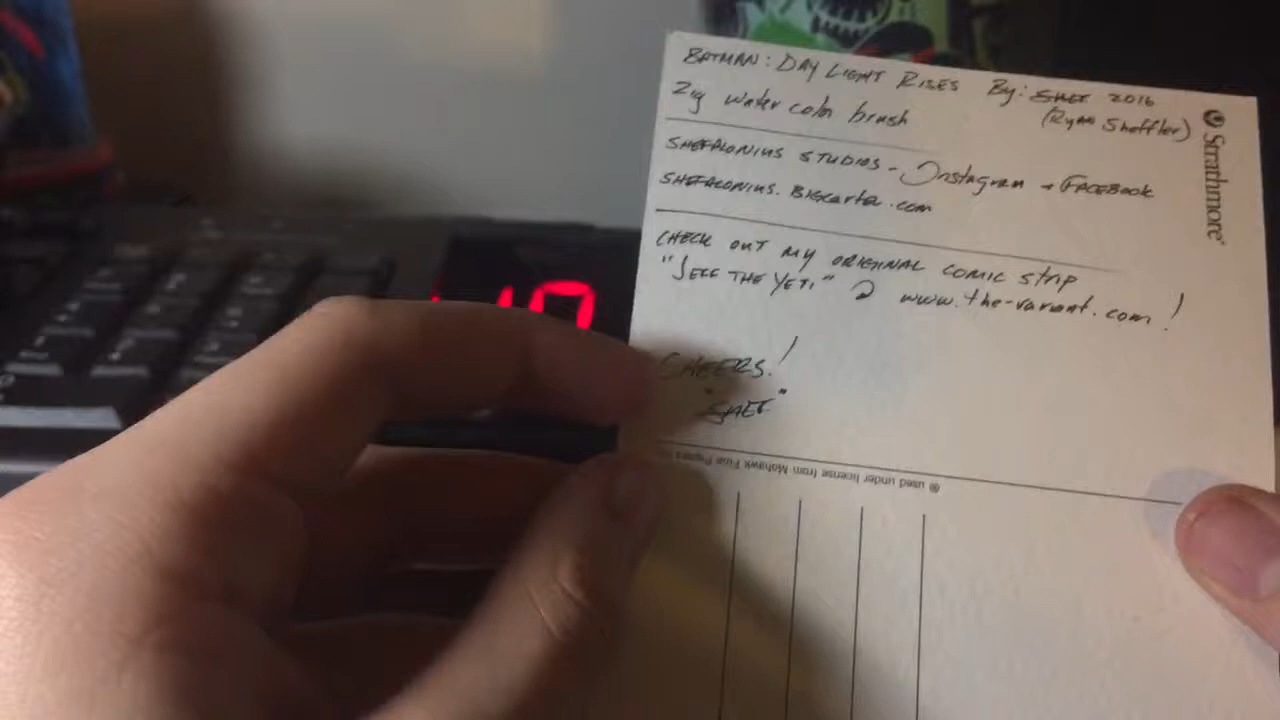 BATMAN: DAY LIGHT RISES By: SHEF 2016
Zig water color brush (Ryan Sheffler)
SHEFALONIUS STUDIOS - Instagram + FACEBOOK
SHEFALONIUS.BIGcartel.com
CHECK OUT MY ORIGINAL COMIC STRIP
"JEFF THE YETI" @ www.the-variant.com!
CHEERS!
"SHEF"
Strathmore
® used under license from Mohawk Fine Papers
10